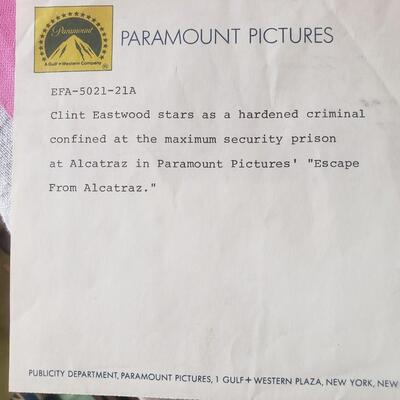 Paramount
A Gulf+Western Company
PARAMOUNT PICTURES
EFA-5021-21A
Clint Eastwood stars as a hardened criminal
confined at the maximum security prison
at Alcatraz in Paramount Pictures' "Escape
From Alcatraz."
PUBLICITY DEPARTMENT, PARAMOUNT PICTURES, 1 GULF+WESTERN PLAZA, NEW YORK, NEW